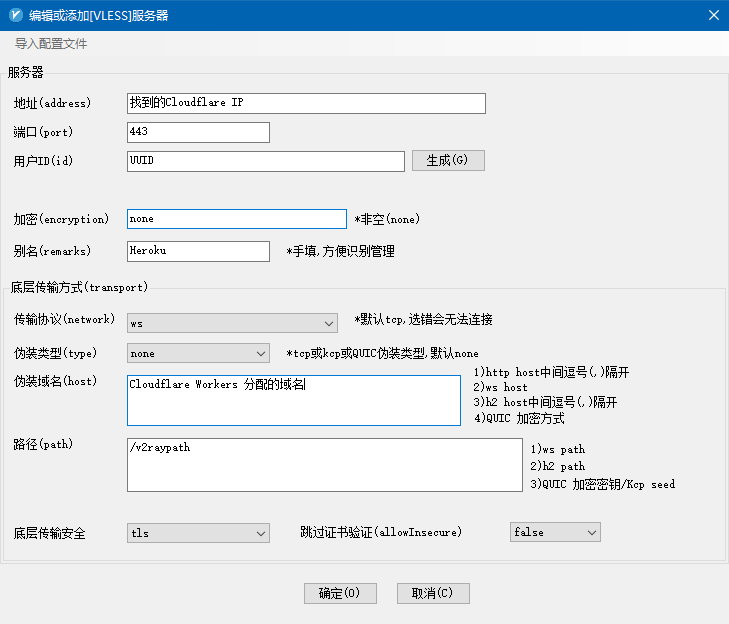 编辑或添加[VLESS]服务器
导入配置文件
服务器
地址(address) 找到的Cloudflare IP
端口(port) 443
用户ID(id) UUID 生成(G)
加密(encryption) none *非空(none)
别名(remarks) Heroku *手填,方便识别管理
底层传输方式(transport)
传输协议(network) ws *默认tcp,选错会无法连接
伪装类型(type) none *tcp或kcp或QUIC伪装类型,默认none
伪装域名(host) Cloudflare Workers 分配的域名
1)http host中间逗号(,)隔开
2)ws host
3)h2 host中间逗号(,)隔开
4)QUIC 加密方式
路径(path) /v2raypath
1)ws path
2)h2 path
3)QUIC 加密密钥/Kcp seed
底层传输安全 tls 跳过证书验证(allowInsecure) false
确定(O) 取消(C)